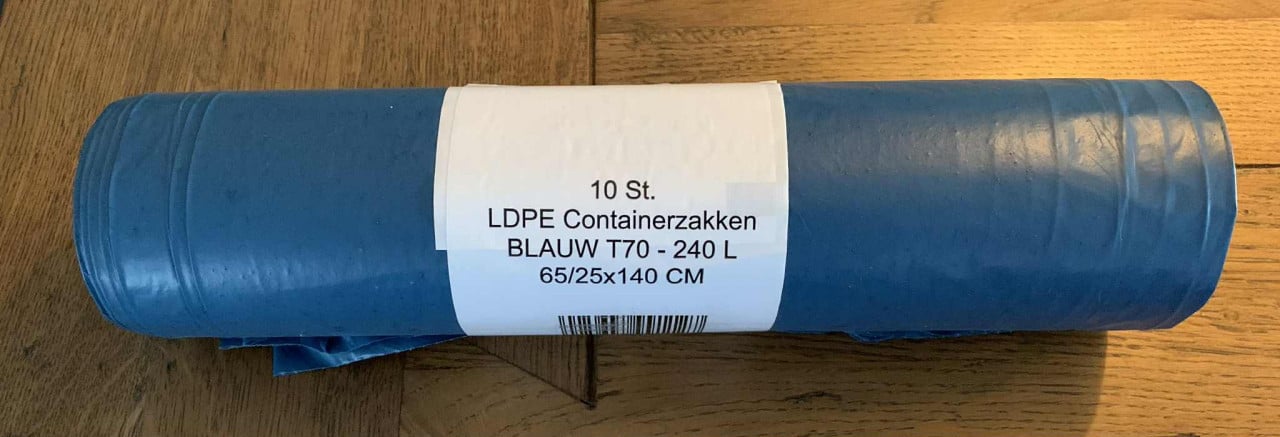 10 St.
LDPE Containerzakken
BLAUW T70 - 240 L
65/25x140 CM